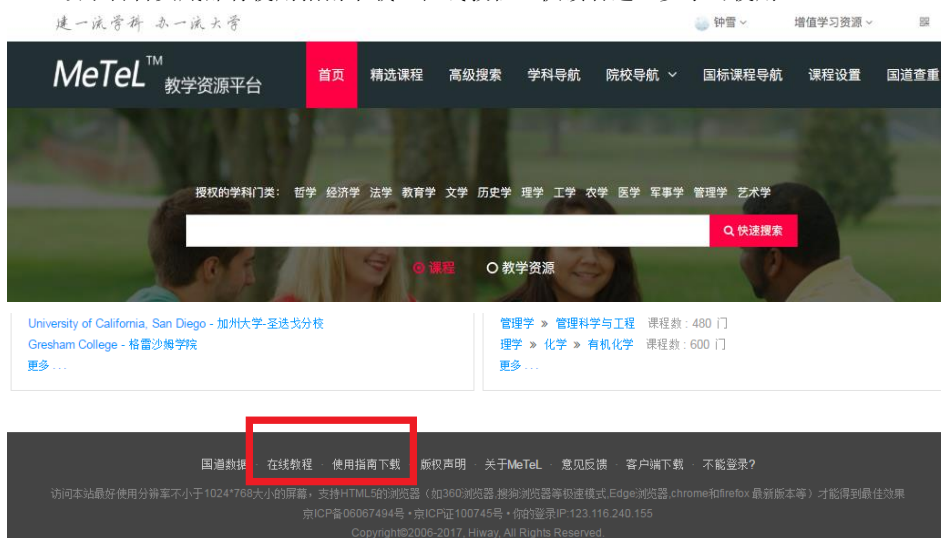 建一流学科 办一流大学
钟雪 增值学习资源
MeTeL™ 教学资源平台 首页 精选课程 高级搜索 学科导航 院校导航 国标课程导航 课程设置 国道查重
授权的学科门类: 哲学 经济学 法学 教育学 文学 历史学 理学 工学 农学 医学 军事学 管理学 艺术学
快速搜索
课程 教学资源
University of California, San Diego - 加州大学-圣迭戈分校
Gresham College - 格雷沙姆学院
更多 . . .
管理学 » 管理科学与工程 课程数 : 480 门
理学 » 化学 » 有机化学 课程数 : 600 门
更多 . . .
国道数据 · 在线教程 · 使用指南下载 · 版权声明 · 关于MeTeL · 意见反馈 · 客户端下载 · 不能登录?
访问本站最好使用分辨率不小于1024*768大小的屏幕，支持HTML5的浏览器（如360浏览器.搜狗浏览器等极速模式.Edge浏览器.chrome和firefox 最新版本等）才能得到最佳效果
京ICP备06067494号 • 京ICP证100745号 • 你的登录IP:123.116.240.155
Copyright©2006-2017, Hiway, All Rights Reserved.